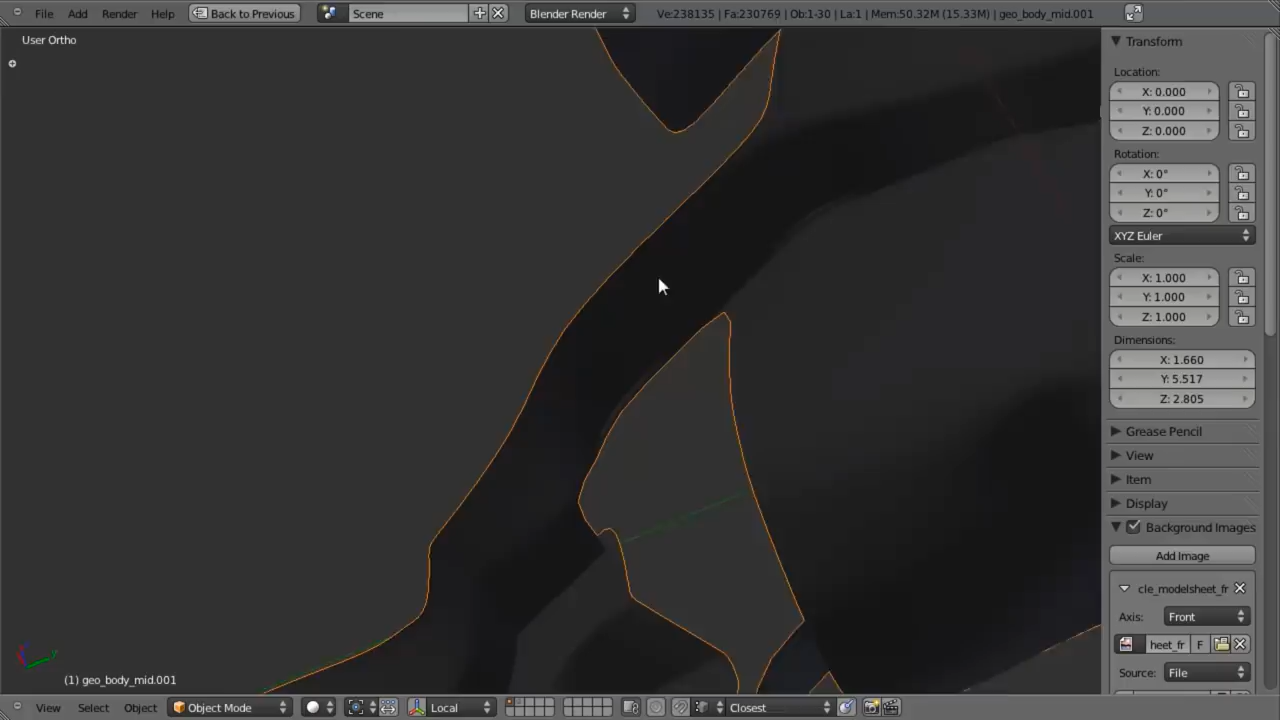 File Add Render Help Back to Previous Scene Blender Render Ve:238135 | Fa:230769 | Ob:1-30 | La:1 | Mem:50.32M (15.33M) | geo_body_mid.001
User Ortho
Transform
Location:
X: 0.000
Y: 0.000
Z: 0.000
Rotation:
X: 0°
Y: 0°
Z: 0°
XYZ Euler
Scale:
X: 1.000
Y: 1.000
Z: 1.000
Dimensions:
X: 1.660
Y: 5.517
Z: 2.805
Grease Pencil
View
Item
Display
Background Images
Add Image
cle_modelsheet_fr
Axis: Front
heet_fr F
Source: File
(1) geo_body_mid.001
View Select Object Object Mode Local Closest